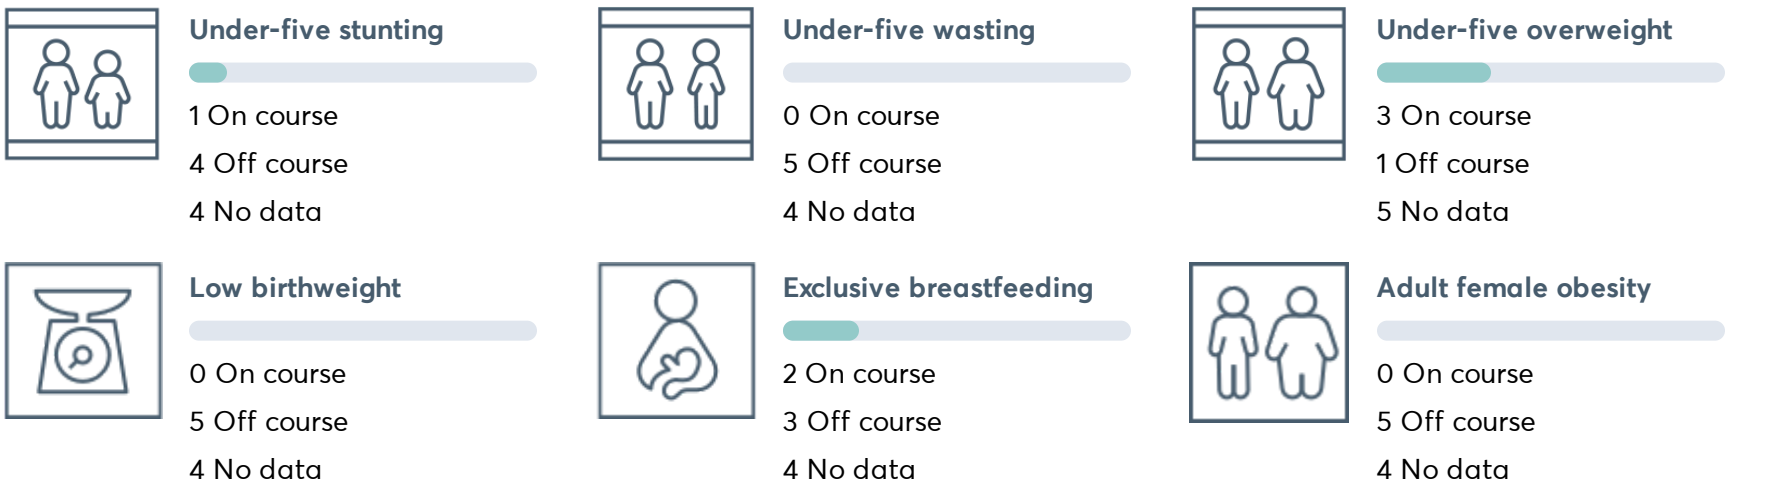 Under-five stunting
1 On course
4 Off course
4 No data
Under-five wasting
0 On course
5 Off course
4 No data
Under-five overweight
3 On course
1 Off course
5 No data
Low birthweight
0 On course
5 Off course
4 No data
Exclusive breastfeeding
2 On course
3 Off course
4 No data
Adult female obesity
0 On course
5 Off course
4 No data